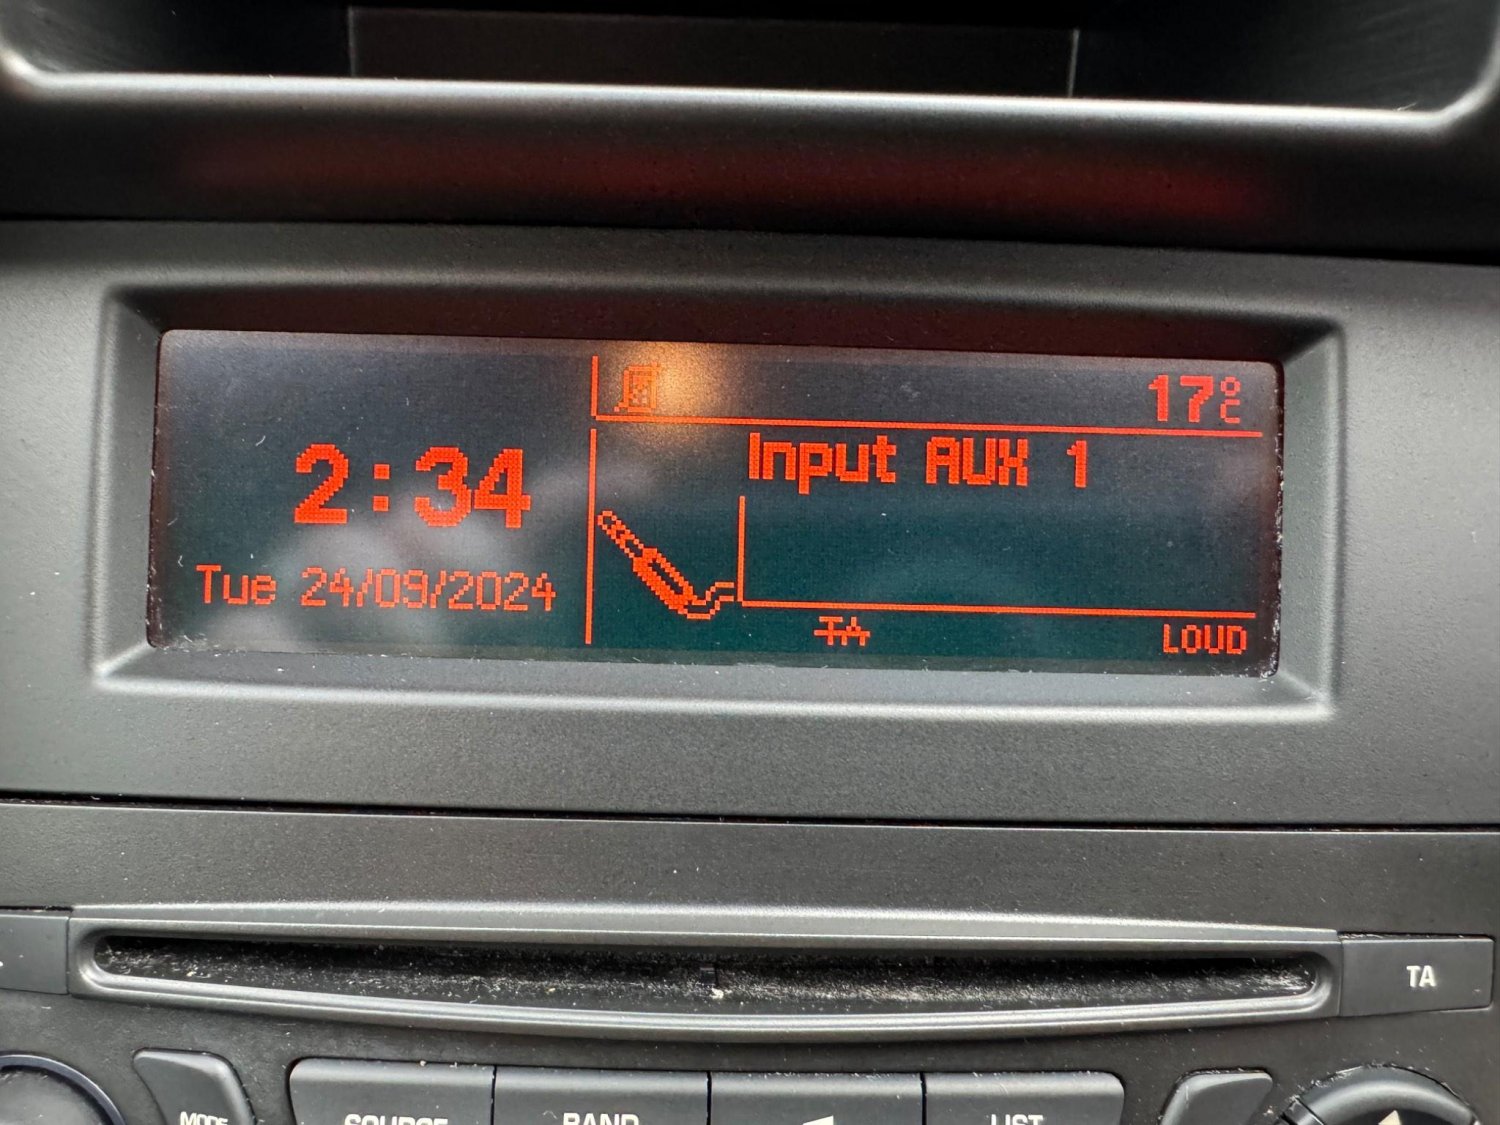 17°C
Input AUX 1
2:34
Tue 24/09/2024
TA
LOUD
TA
MODE
SOURCE
BAND
LIST